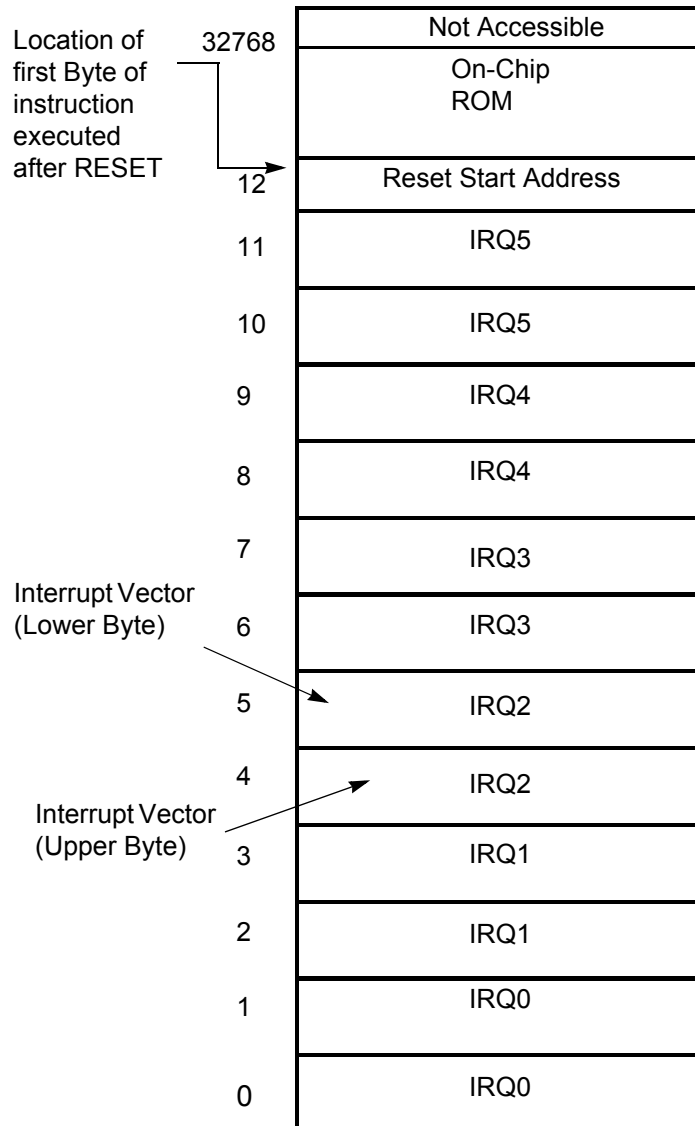 Location of
first Byte of
instruction
executed
after RESET
32768
Not Accessible
On-Chip
ROM
12
Reset Start Address
11
IRQ5
10
IRQ5
9
IRQ4
8
IRQ4
7
IRQ3
Interrupt Vector
(Lower Byte)
6
IRQ3
5
IRQ2
4
IRQ2
Interrupt Vector
(Upper Byte)
3
IRQ1
2
IRQ1
1
IRQ0
0
IRQ0